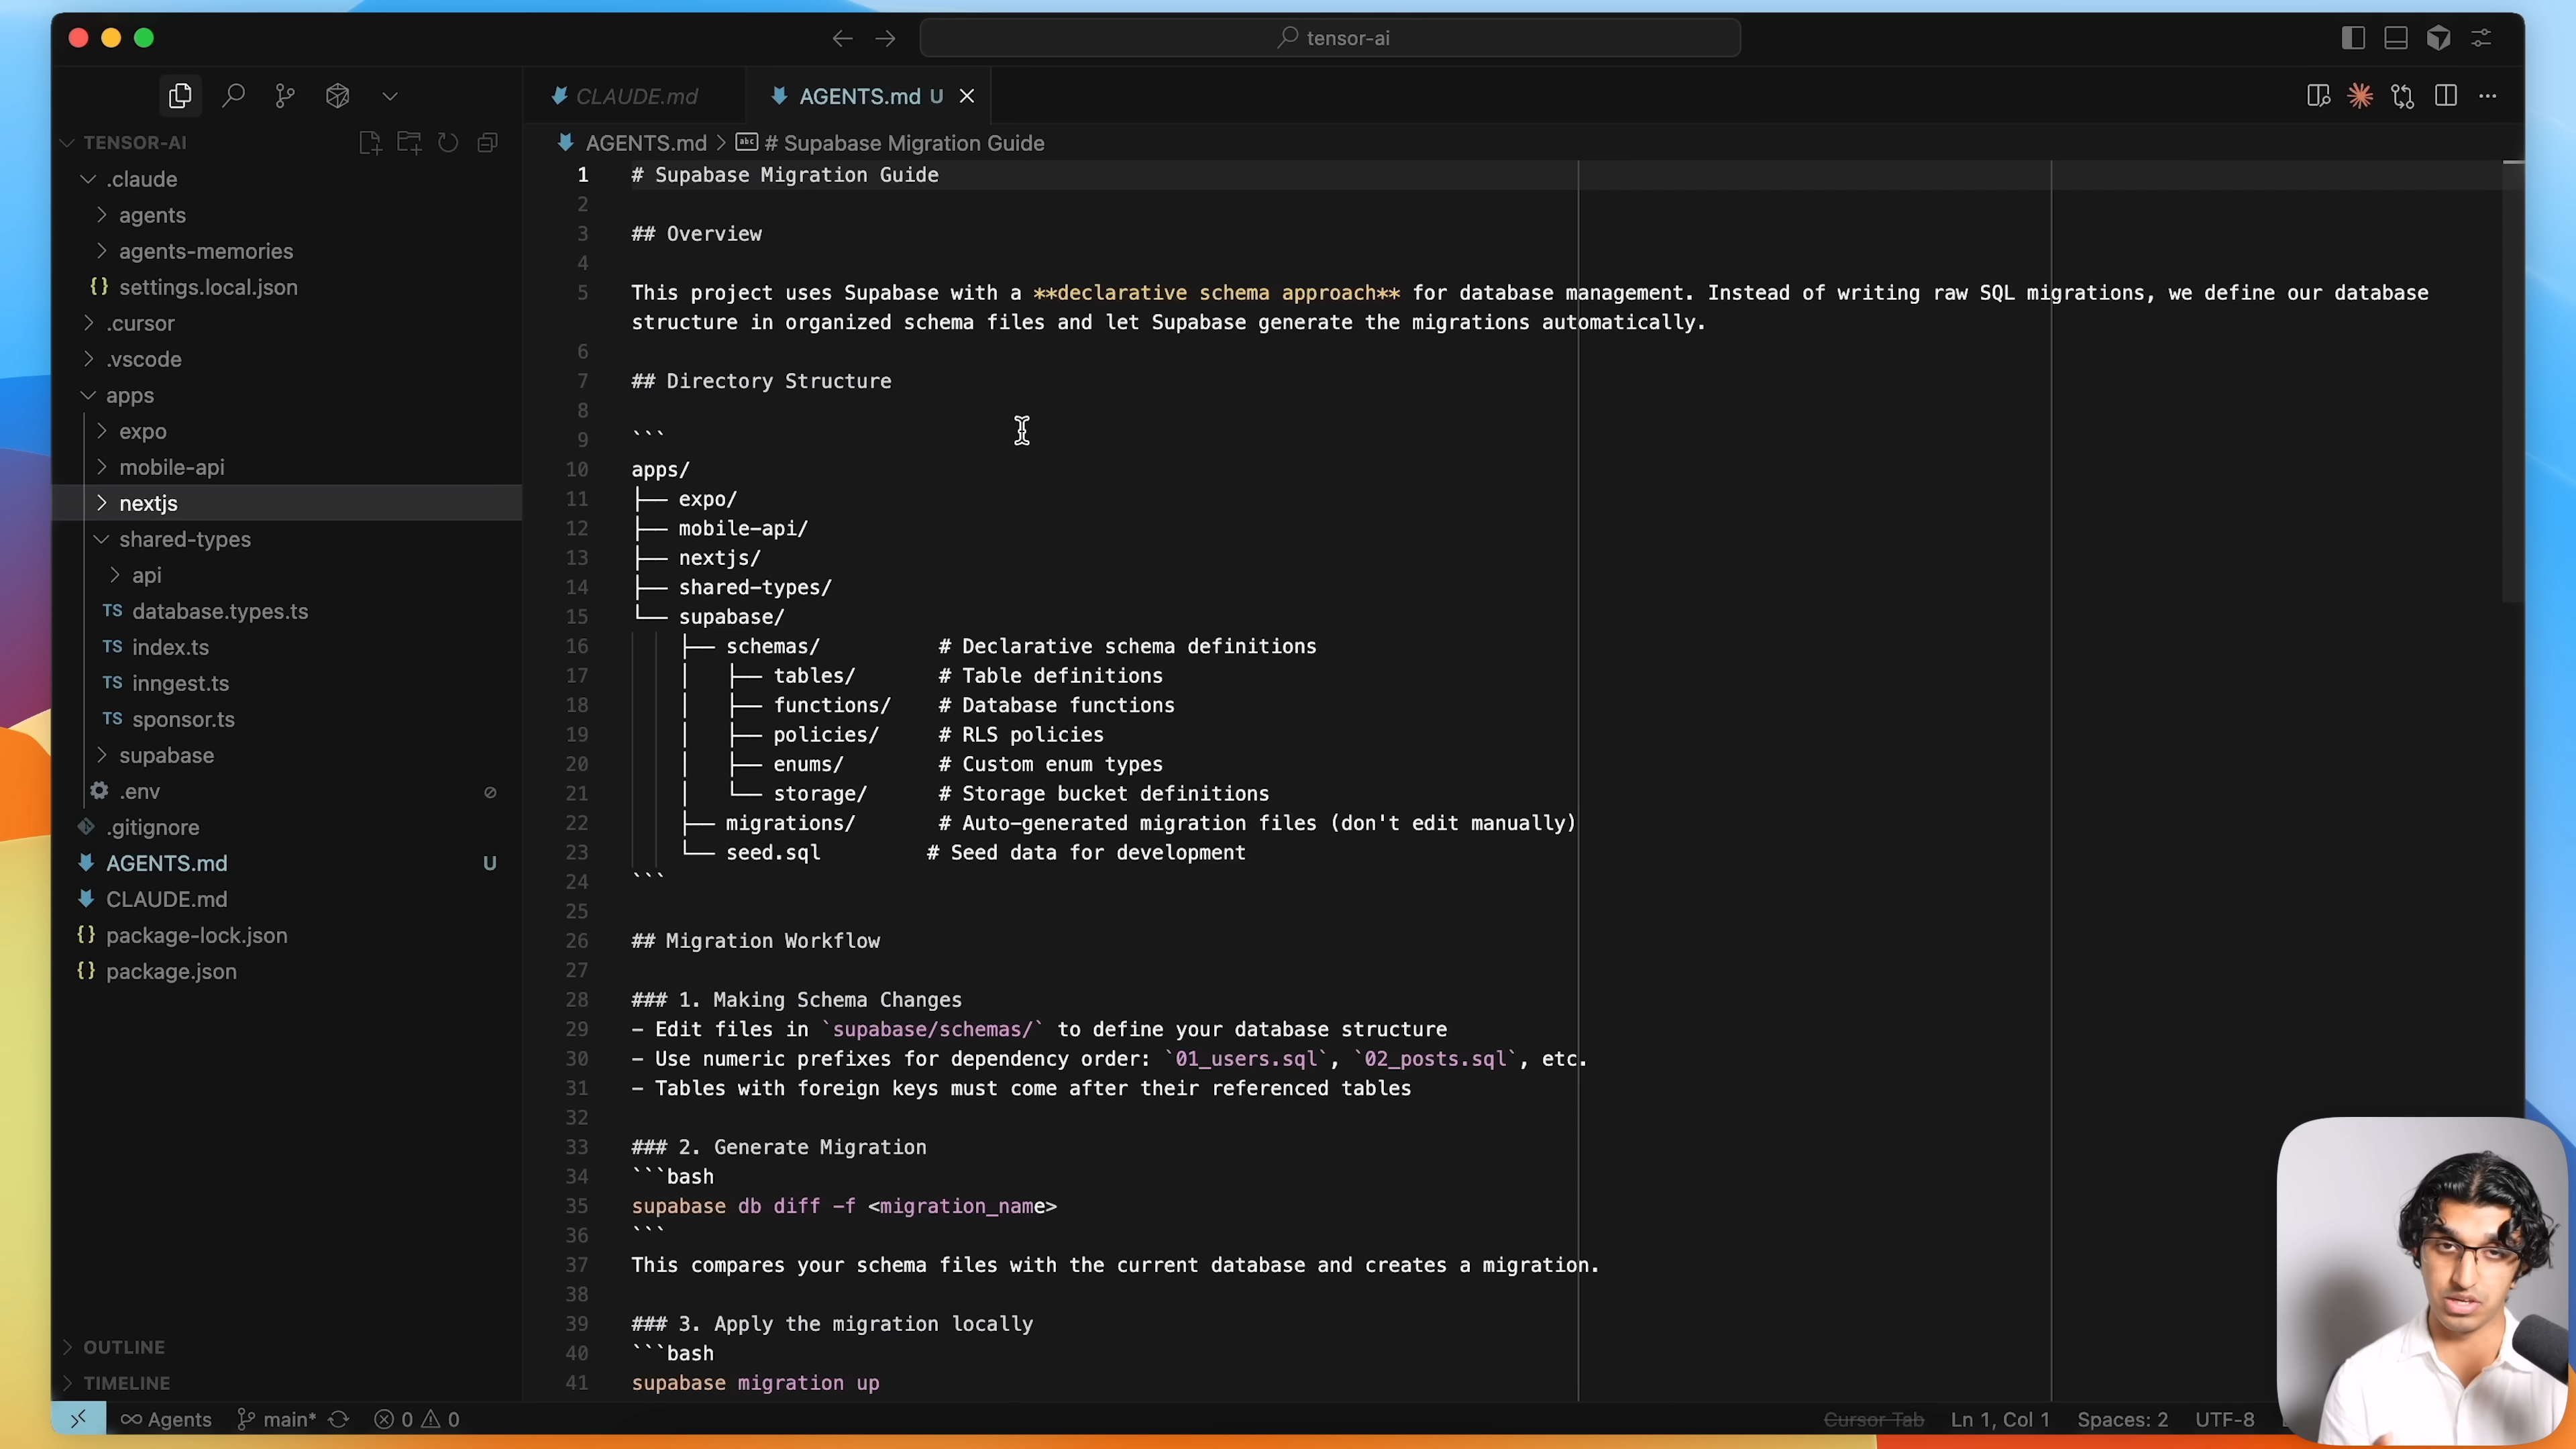 tensor-ai
CLAUDE.md
AGENTS.md U
TENSOR-AI
.claude
agents
agents-memories
{} settings.local.json
.cursor
.vscode
apps
expo
mobile-api
nextjs
shared-types
api
TS database.types.ts
TS index.ts
TS inngest.ts
TS sponsor.ts
supabase
.env
.gitignore
AGENTS.md U
CLAUDE.md
{} package-lock.json
{} package.json
OUTLINE
TIMELINE
AGENTS.md > abc # Supabase Migration Guide
1 # Supabase Migration Guide
2
3 ## Overview
4
5 This project uses Supabase with a **declarative schema approach** for database management. Instead of writing raw SQL migrations, we define our database
structure in organized schema files and let Supabase generate the migrations automatically.
6
7 ## Directory Structure
8
9 ```
10 apps/
11 ├── expo/
12 ├── mobile-api/
13 ├── nextjs/
14 ├── shared-types/
15 └── supabase/
16     ├── schemas/          # Declarative schema definitions
17     │   ├── tables/       # Table definitions
18     │   ├── functions/    # Database functions
19     │   ├── policies/     # RLS policies
20     │   ├── enums/        # Custom enum types
21     │   └── storage/      # Storage bucket definitions
22     ├── migrations/       # Auto-generated migration files (don't edit manually)
23     └── seed.sql         # Seed data for development
24 ```
25
26 ## Migration Workflow
27
28 ### 1. Making Schema Changes
29 - Edit files in `supabase/schemas/` to define your database structure
30 - Use numeric prefixes for dependency order: `01_users.sql`, `02_posts.sql`, etc.
31 - Tables with foreign keys must come after their referenced tables
32
33 ### 2. Generate Migration
34 ```bash
35 supabase db diff -f <migration_name>
36 ```
37 This compares your schema files with the current database and creates a migration.
38
39 ### 3. Apply the migration locally
40 ```bash
41 supabase migration up
Agents main* 0 0 Cursor Tab Ln 1, Col 1 Spaces: 2 UTF-8